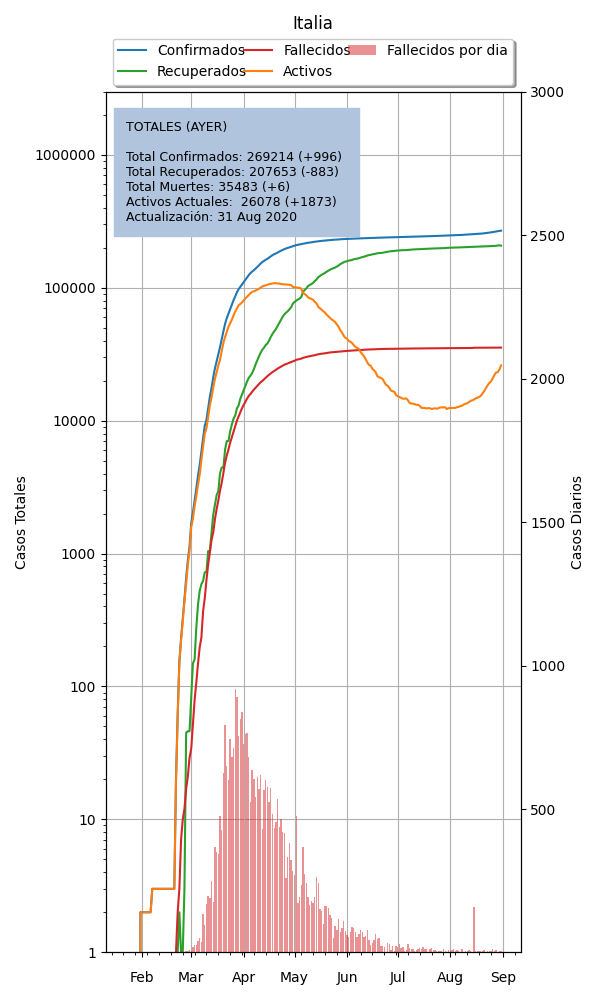 Italia
Confirmados
Recuperados
Fallecidos
Activos
Fallecidos por dia
TOTALES (AYER)
Total Confirmados: 269214 (+996)
Total Recuperados: 207653 (-883)
Total Muertes: 35483 (+6)
Activos Actuales:  26078 (+1873)
Actualización: 31 Aug 2020
1000000
100000
10000
1000
100
10
1
Casos Totales
3000
2500
2000
1500
1000
500
Casos Diarios
Feb Mar Apr May Jun Jul Aug Sep